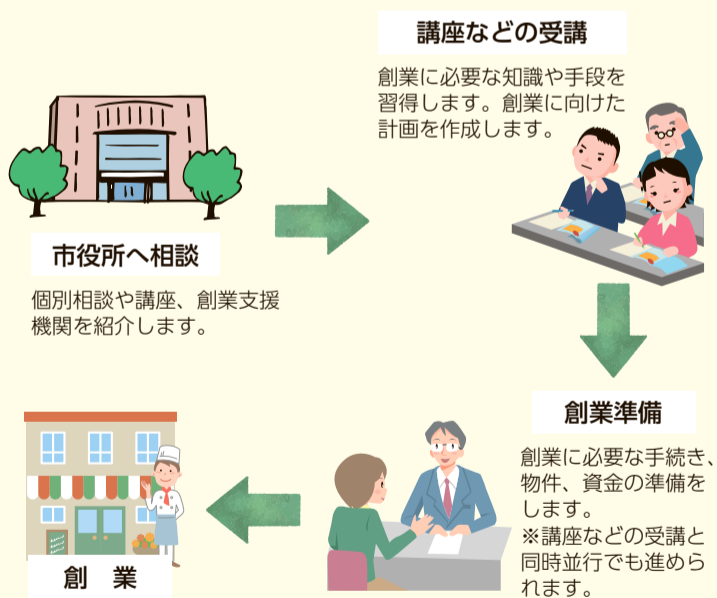 市役所へ相談
個別相談や講座、創業支援
機関を紹介します。
講座などの受講
創業に必要な知識や手段を
習得します。創業に向けた
計画を作成します。
創業準備
創業に必要な手続き、
物件、資金の準備を
します。
※講座などの受講と
同時並行でも進めら
れます。
創　業